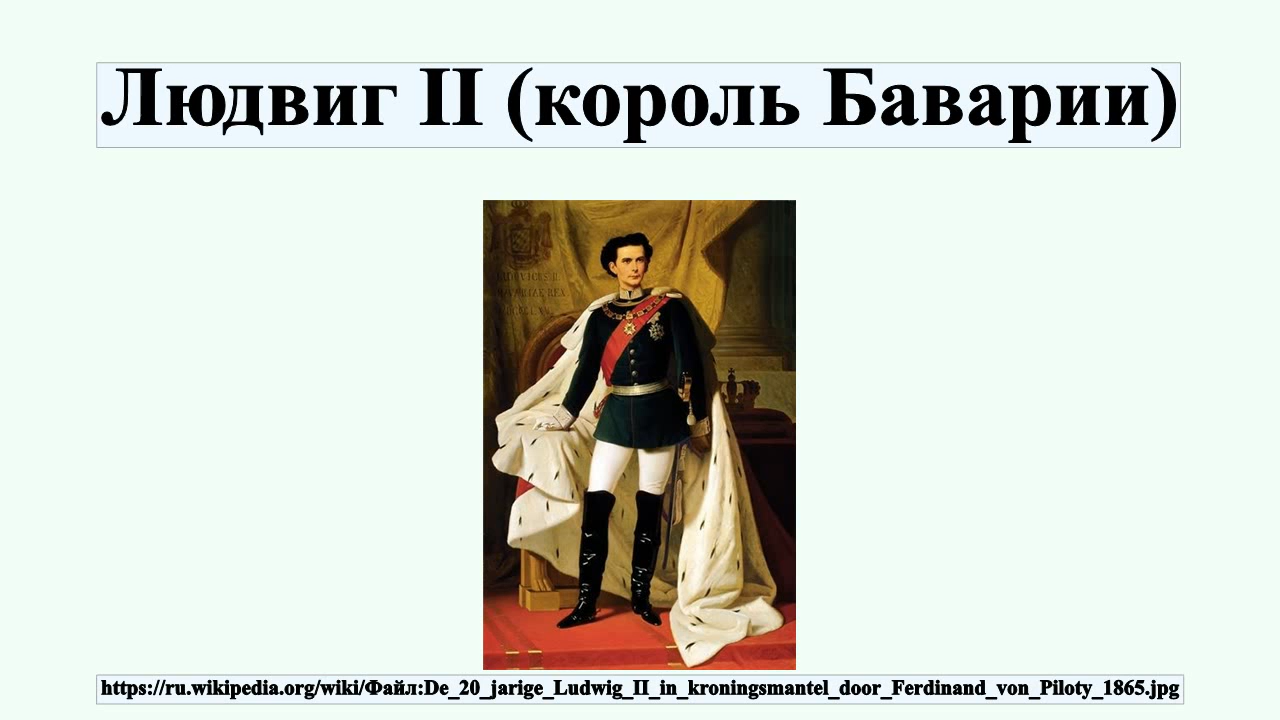 Людвиг II (король Баварии)
https://ru.wikipedia.org/wiki/Файл:De_20_jarige_Ludwig_II_in_kroningsmantel_door_Ferdinand_von_Piloty_1865.jpg